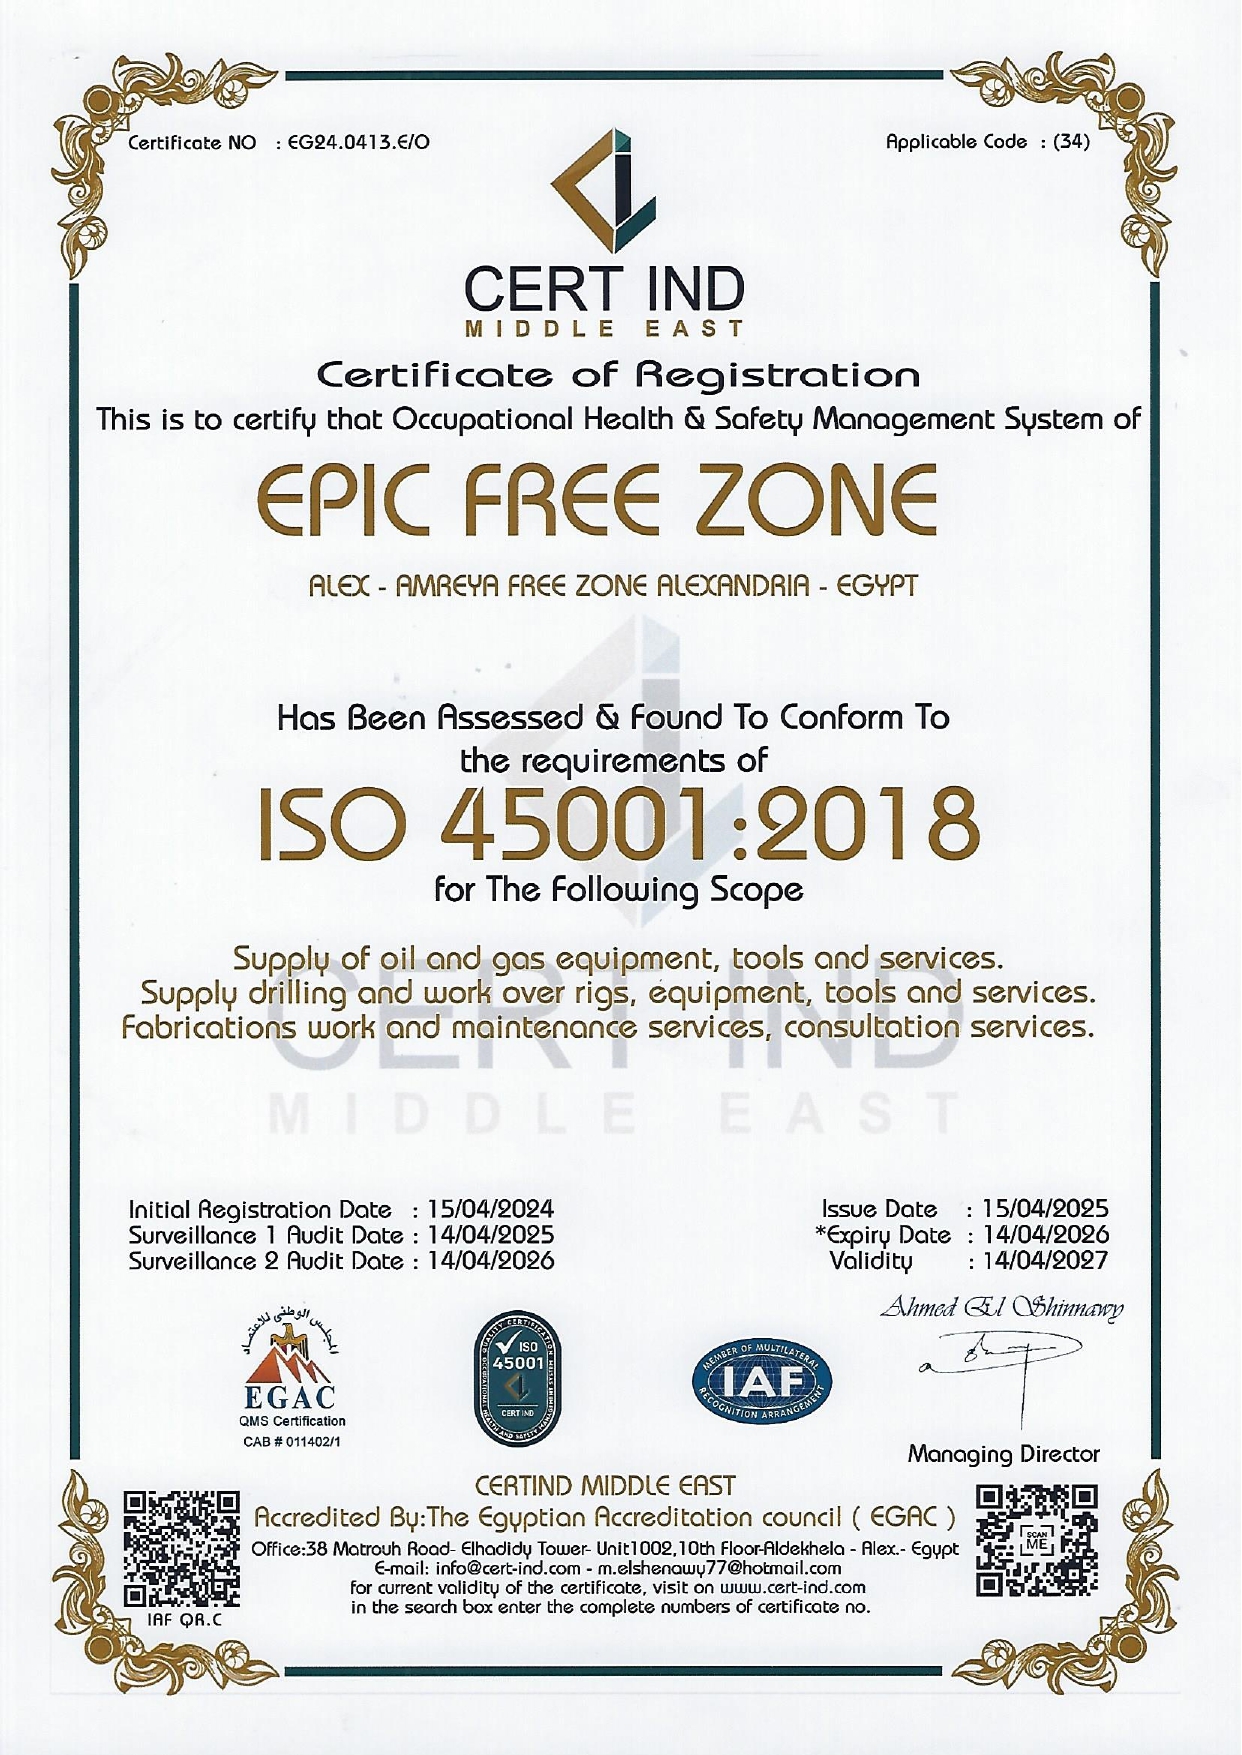 Certificate NO : EG24.0413.E/O
Applicable Code : (34)
CERT IND
MIDDLE EAST
Certificate of Registration
This is to certify that Occupational Health & Safety Management System of
EPIC FREE ZONE
ALEX - AMREYA FREE ZONE ALEXANDRIA - EGYPT
Has Been Assessed & Found To Conform To
the requirements of
ISO 45001:2018
for The Following Scope
Supply of oil and gas equipment, tools and services.
Supply drilling and work over rigs, equipment, tools and services.
Fabrications work and maintenance services, consultation services.
CERT IND
MIDDLE EAST
Initial Registration Date : 15/04/2024
Surveillance 1 Audit Date : 14/04/2025
Surveillance 2 Audit Date : 14/04/2026
Issue Date : 15/04/2025
*Expiry Date : 14/04/2026
Validity : 14/04/2027
Ahmed El Shinnawy
المجلس الوطنى للاعتماد
EGAC
QMS Certification
CAB # 011402/1
QUALITY CERTIFICATION
ISO
45001
CERT IND
OCCUPATIONAL HEALTH AND SAFETY MANAGEMENT SYSTEM
MEMBER OF MULTILATERAL
IAF
RECOGNITION ARRANGEMENT
Managing Director
CERTIND MIDDLE EAST
Accredited By:The Egyptian Accreditation council ( EGAC )
Office:38 Matrouh Road- Elhadidy Tower- Unit1002,10th Floor-Aldekhela - Alex.- Egypt
E-mail: info@cert-ind.com - m.elshenawy77@hotmail.com
for current validity of the certificate, visit on www.cert-ind.com
in the search box enter the complete numbers of certificate no.
IAF QR.C
SCAN
ME